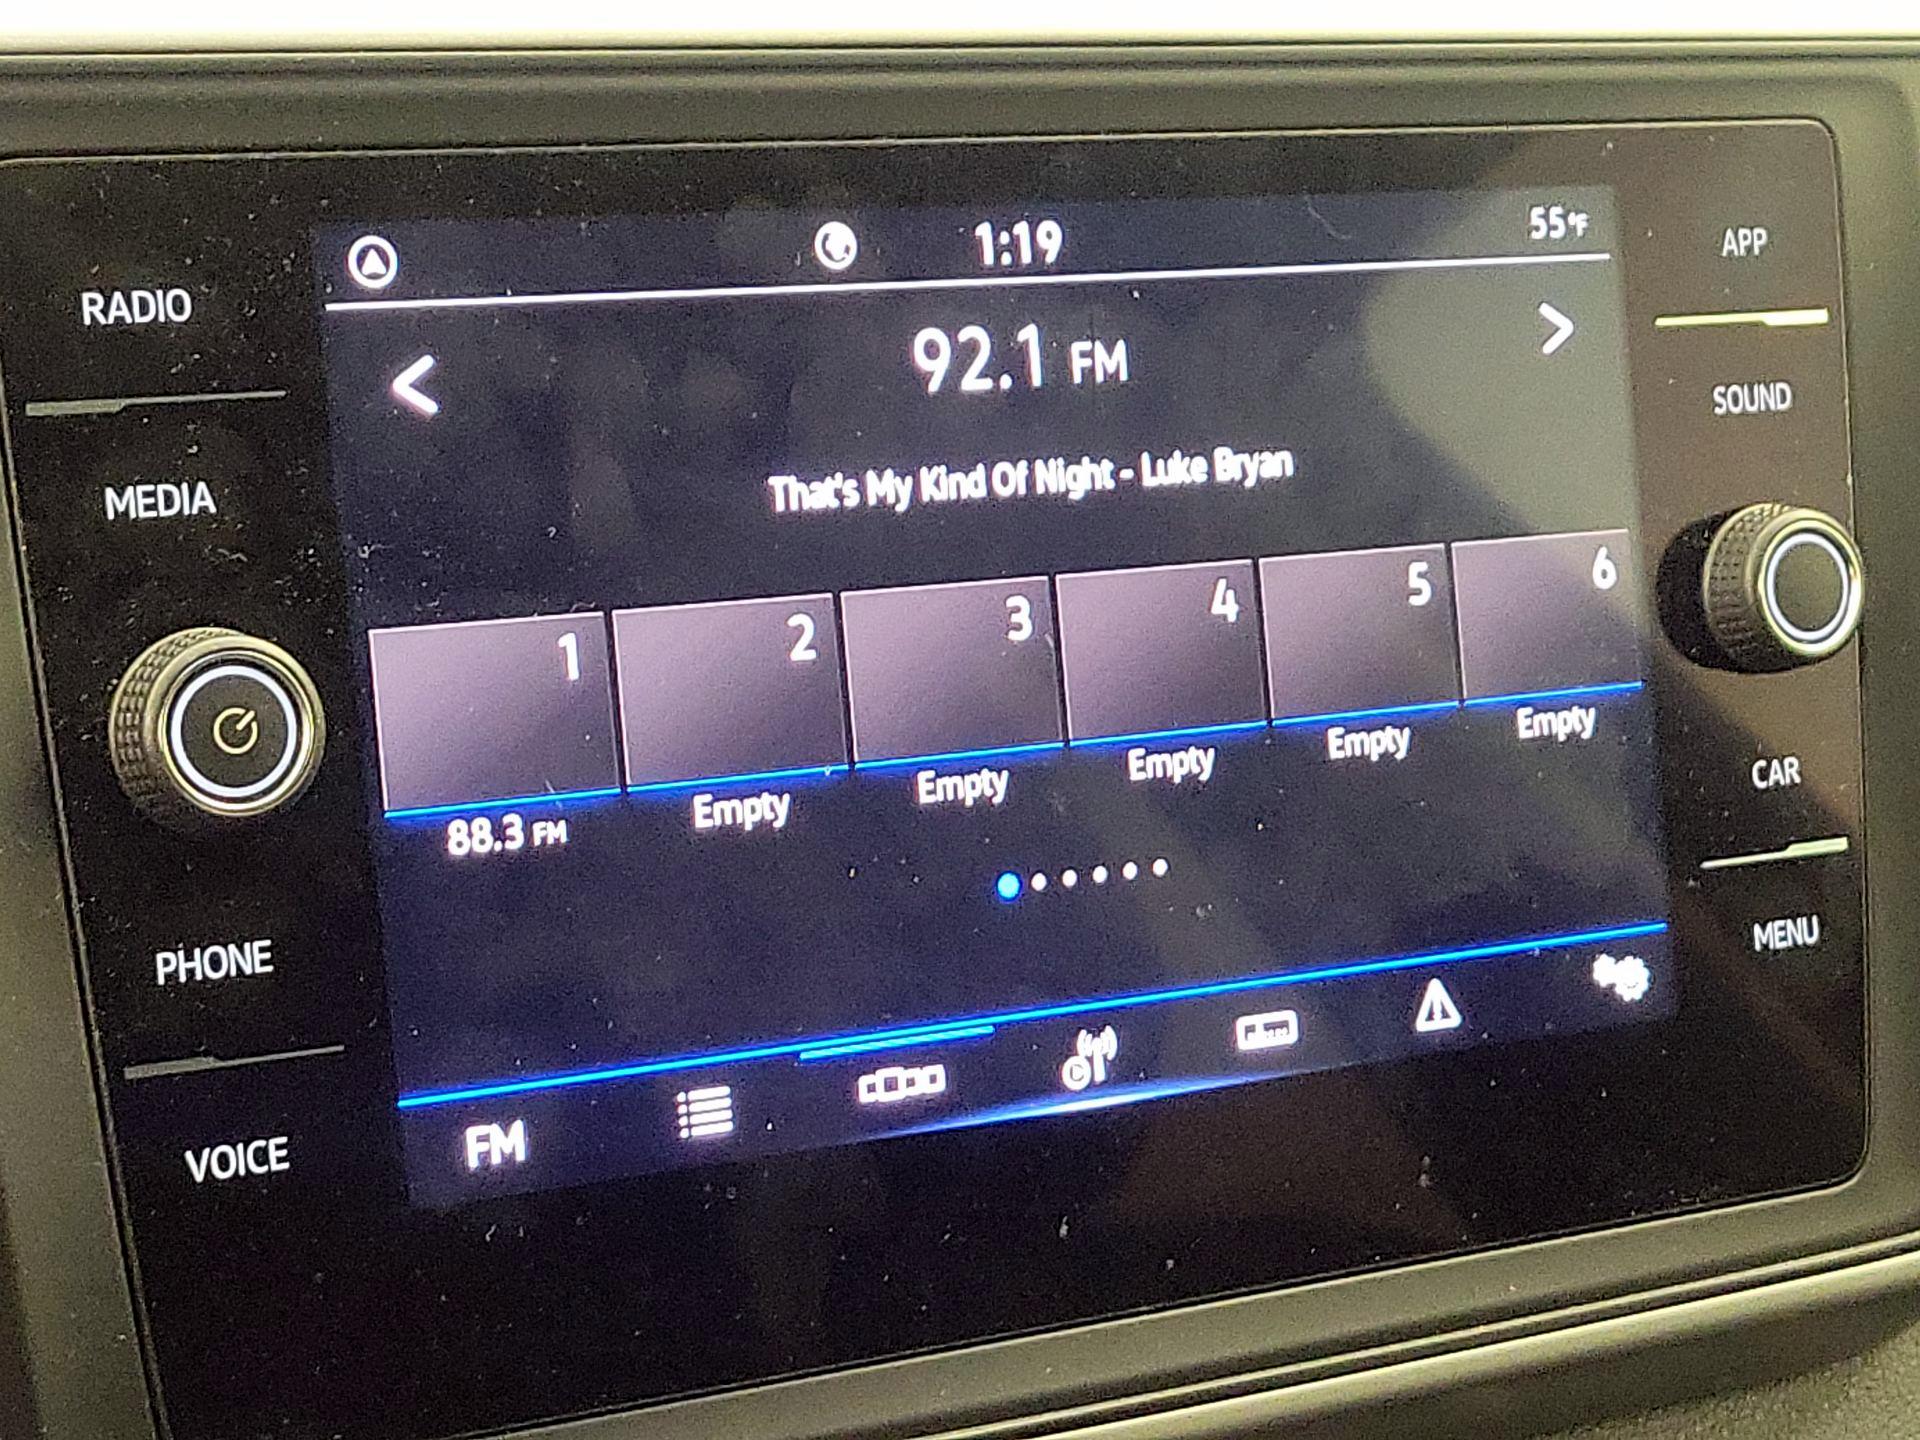 1:19
55°F
RADIO
APP
92.1 FM
SOUND
MEDIA
That's My Kind Of Night - Luke Bryan
1 2 3 4 5 6
88.3 FM Empty Empty Empty Empty Empty
CAR
PHONE
MENU
VOICE
FM